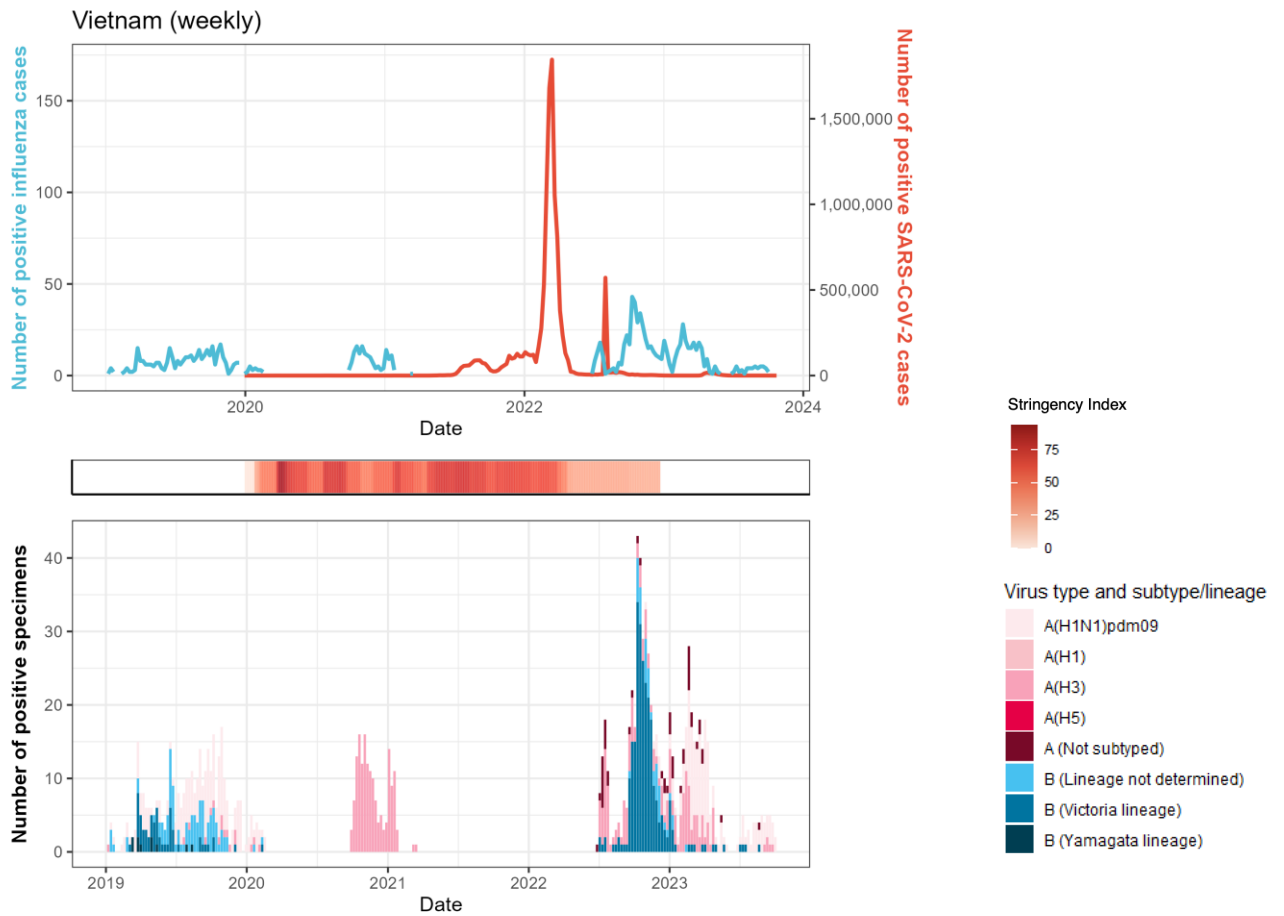 Vietnam (weekly)
Number of positive influenza cases
150
100
50
0
1,500,000
1,000,000
500,000
0
Number of positive SARS-CoV-2 cases
2020
2022
2024
Date
Stringency Index
75
50
25
0
Number of positive specimens
40
30
20
10
0
2019
2020
2021
2022
2023
Date
Virus type and subtype/lineage
A(H1N1)pdm09
A(H1)
A(H3)
A(H5)
A (Not subtyped)
B (Lineage not determined)
B (Victoria lineage)
B (Yamagata lineage)